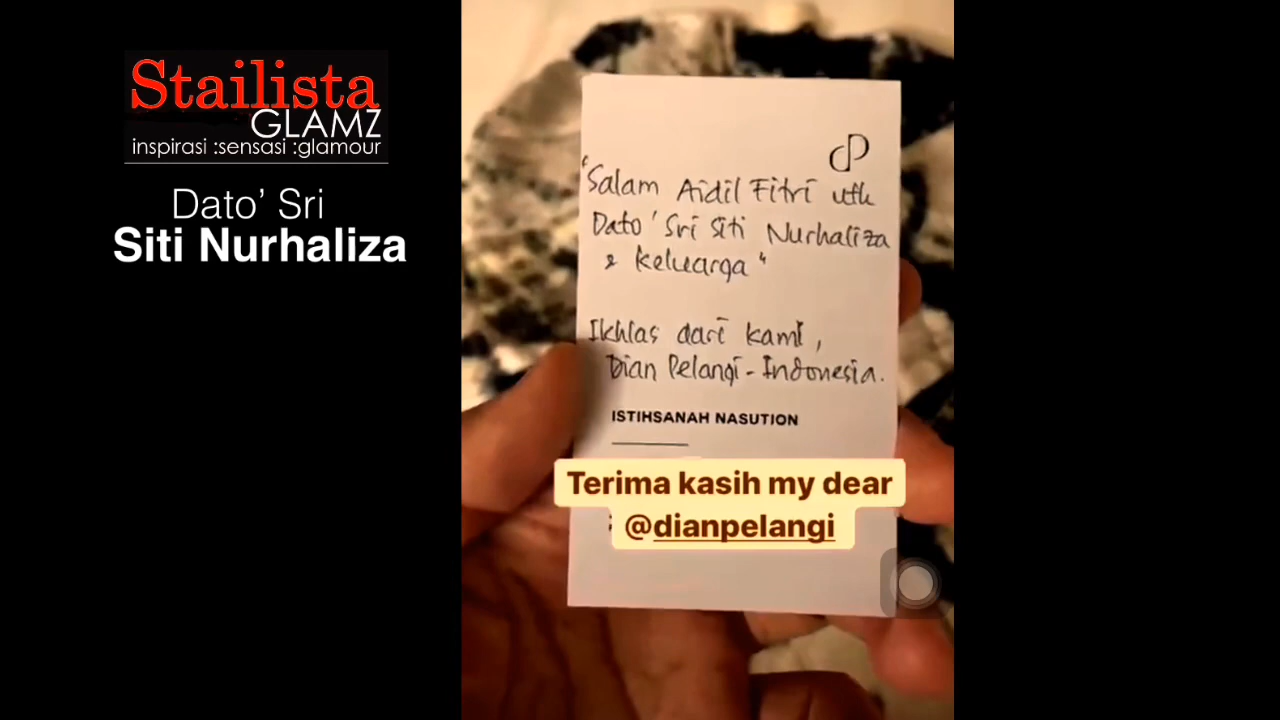 Stailista
GLAMZ
inspirasi :sensasi :glamour
Dato’ Sri
Siti Nurhaliza
dP
“Salam Aidil Fitri utk
Dato' Sri Siti Nurhaliza
& keluarga"
Ikhlas dari kami,
Dian Pelangi - Indonesia.
ISTIHSANAH NASUTION
Terima kasih my dear
@dianpelangi